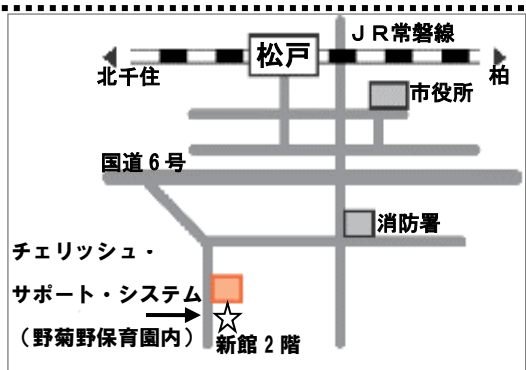 ＪＲ常磐線
松戸
北千住
柏
市役所
国道６号
消防署
チェリッシュ・
サポート・システム
（野菊野保育園内）
新館２階